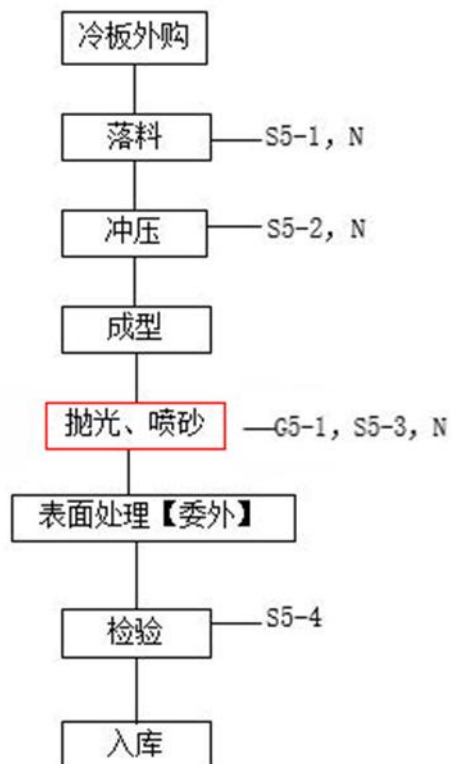 冷板外购
落料
S5-1, N
冲压
S5-2, N
成型
抛光、喷砂
G5-1, S5-3, N
表面处理【委外】
检验
S5-4
入库